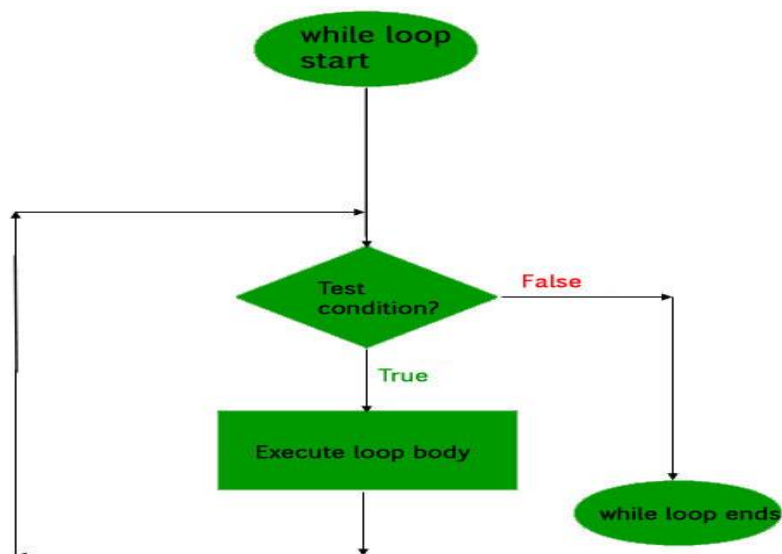 while loop
start
Test
condition?
False
True
Execute loop body
while loop ends